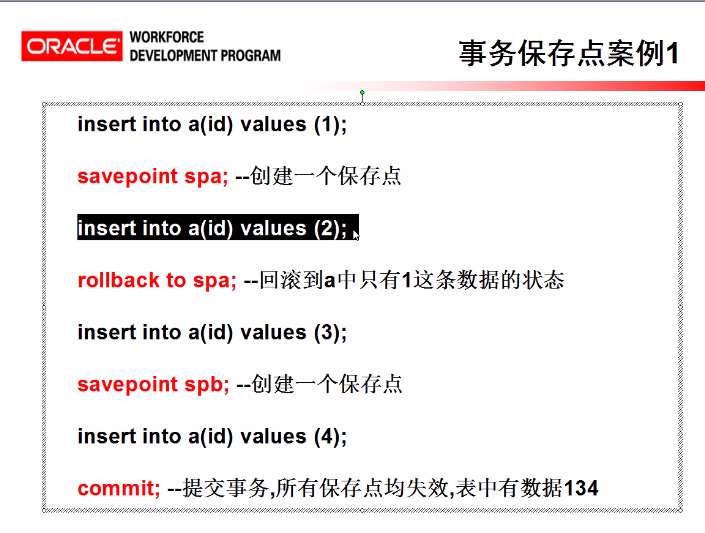 ORACLE WORKFORCE
DEVELOPMENT PROGRAM
事务保存点案例1
insert into a(id) values (1);
savepoint spa; --创建一个保存点
insert into a(id) values (2);
rollback to spa; --回滚到a中只有1这条数据的状态
insert into a(id) values (3);
savepoint spb; --创建一个保存点
insert into a(id) values (4);
commit; --提交事务,所有保存点均失效,表中有数据134